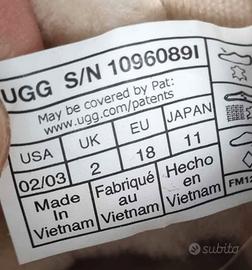 UGG S/N 1096089I
May be covered by Pat:
www.ugg.com/patents
USA UK EU JAPAN
02/03 2 18 11
Made In Vietnam
Fabriqué au Vietnam
Hecho en Vietnam
FM12
subito